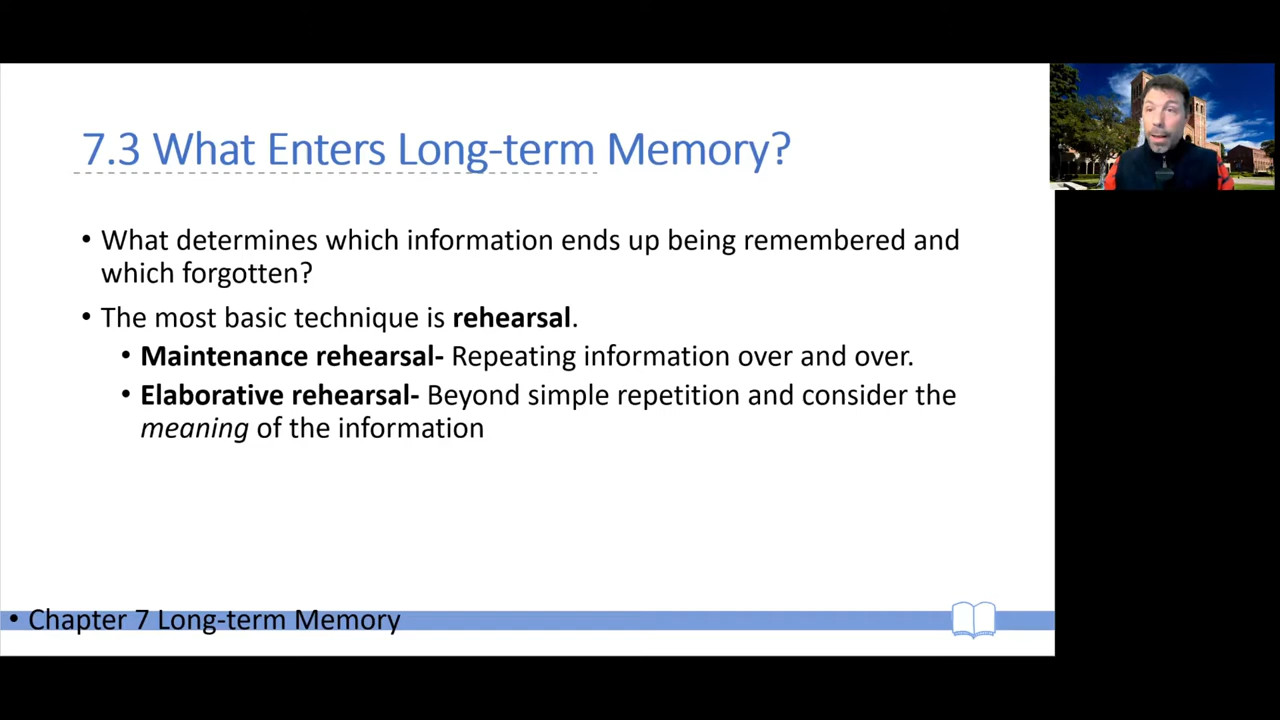 7.3 What Enters Long-term Memory?
• What determines which information ends up being remembered and
which forgotten?
• The most basic technique is rehearsal.
• Maintenance rehearsal- Repeating information over and over.
• Elaborative rehearsal- Beyond simple repetition and consider the
meaning of the information
• Chapter 7 Long-term Memory